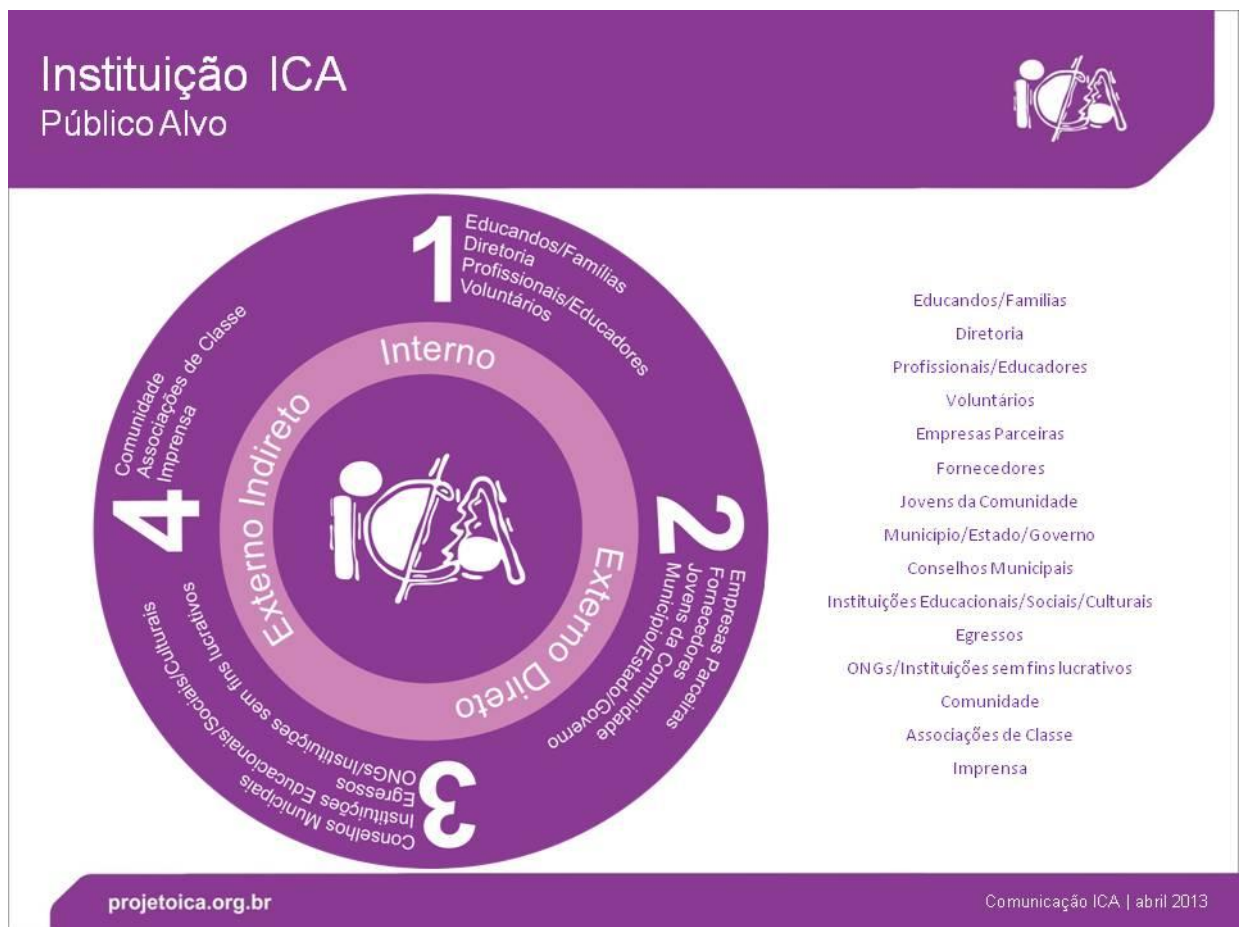 Instituição ICA
Público Alvo
ICA
1
Educandos/Famílias
Diretoria
Profissionais/Educadores
Voluntários
Interno
2
Empresas Parceiras
Fornecedores
Jovens da Comunidade
Município/Estado/Governo
Externo Direto
3
Conselhos Municipais
Instituições Educacionais/Sociais/Culturais
Egressos
ONGs/Instituições sem fins lucrativos
4
Comunidade
Associações de Classe
Imprensa
Externo Indireto
ICA
Educandos/Familias
Diretoria
Profissionais/Educadores
Voluntários
Empresas Parceiras
Fornecedores
Jovens da Comunidade
Município/Estado/Governo
Conselhos Municipais
Instituições Educacionais/Sociais/Culturais
Egressos
ONGs/Instituições sem fins lucrativos
Comunidade
Associações de Classe
Imprensa
projetoica.org.br
Comunicação ICA | abril 2013